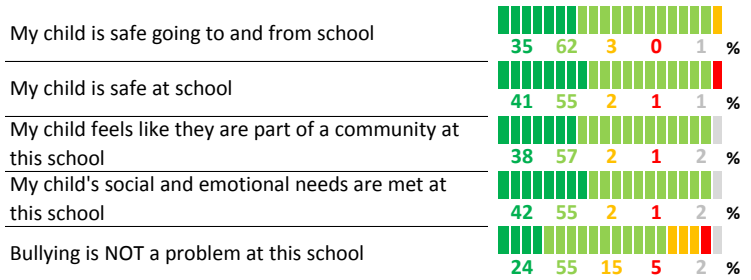 My child is safe going to and from school
35 62 3 0 1 %
My child is safe at school
41 55 2 1 1 %
My child feels like they are part of a community at
this school
38 57 2 1 2 %
My child's social and emotional needs are met at
this school
42 55 2 1 2 %
Bullying is NOT a problem at this school
24 55 15 5 2 %